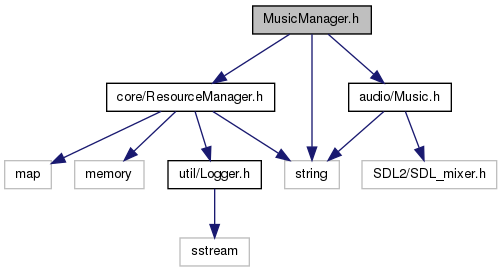 MusicManager.h
core/ResourceManager.h
audio/Music.h
map
memory
util/Logger.h
string
SDL2/SDL_mixer.h
sstream